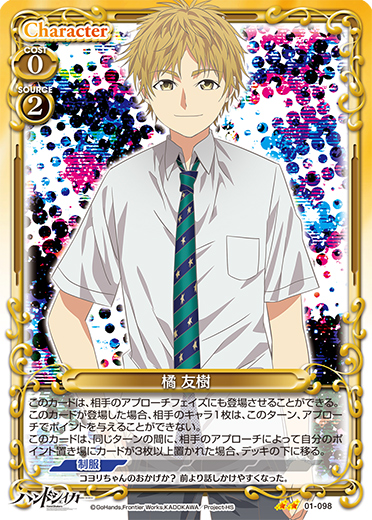 Character
COST
0
SOURCE
2
橘 友樹
このカードは、相手のアプローチフェイズにも登場させることができる。
このカードが登場した場合、相手のキャラ1枚は、このターン、アプロー
チでポイントを与えることができない。
このカードは、同じターンの間に、相手のアプローチによって自分のポイ
ント置き場にカードが3枚以上置かれた場合、デッキの下に移る。
制服
コヨリちゃんのおかげか? 前より話しかけやすくなった。
ハンドシェイカー
01-098
©GoHands,Frontier Works,KADOKAWA／Project-HS